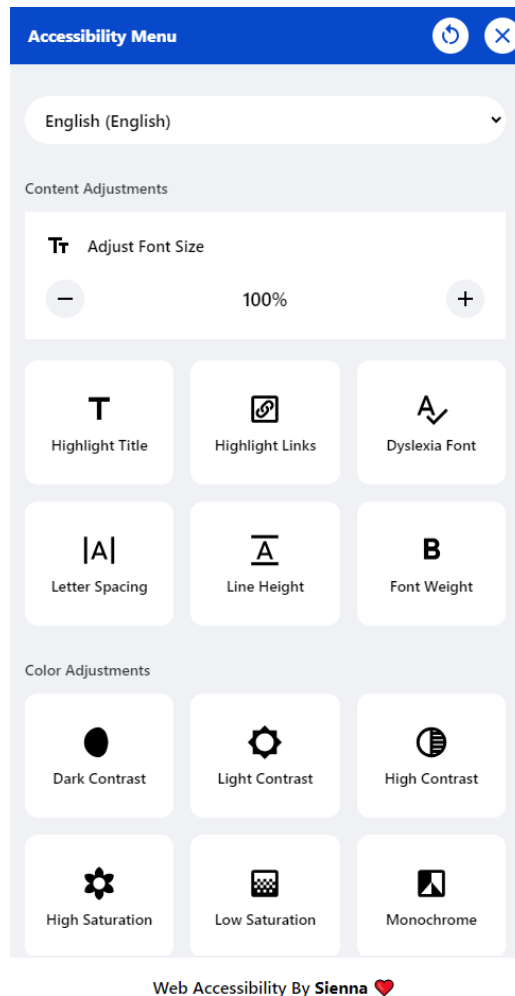 Accessibility Menu
English (English)
Content Adjustments
Adjust Font Size
100%
Highlight Title
Highlight Links
Dyslexia Font
Letter Spacing
Line Height
Font Weight
Color Adjustments
Dark Contrast
Light Contrast
High Contrast
High Saturation
Low Saturation
Monochrome
Web Accessibility By Sienna ❤️